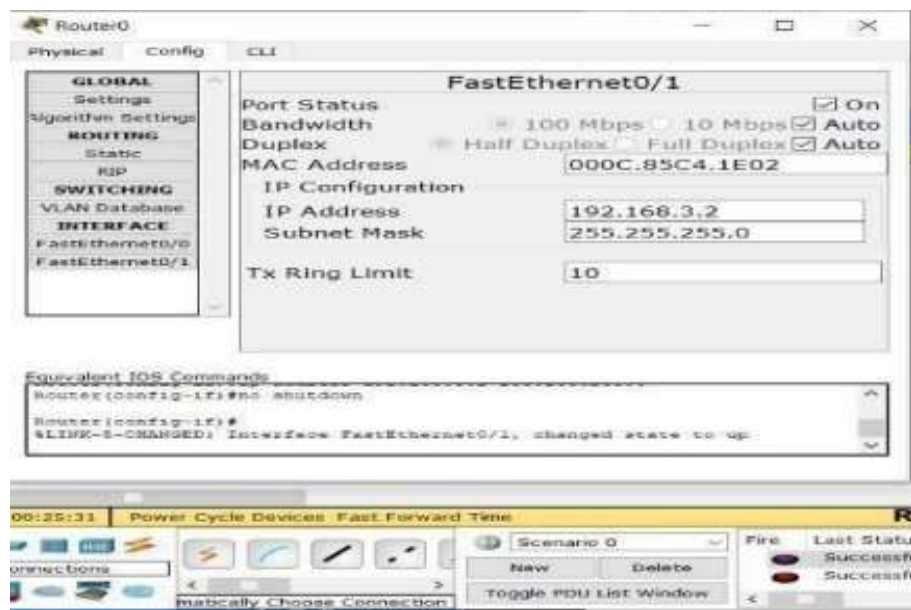 Router0
Physical Config CLI
GLOBAL
Settings
Algorithm Settings
ROUTING
Static
RIP
SWITCHING
VLAN Database
INTERFACE
FastEthernet0/0
FastEthernet0/1
FastEthernet0/1
Port Status On
Bandwidth 100 Mbps 10 Mbps Auto
Duplex Half Duplex Full Duplex Auto
MAC Address 000C.85C4.1E02
IP Configuration
IP Address 192.168.3.2
Subnet Mask 255.255.255.0
Tx Ring Limit 10
Equivalent IOS Commands
Router(config-if)#no shutdown
Router(config-if)#
%LINK-5-CHANGED: Interface FastEthernet0/1, changed state to up
00:25:31 Power Cycle Devices Fast Forward Time R
onnections
matically Choose Connection
Scenario 0
New Delete
Toggle PDU List Window
Fire Last Statu
Successf
Successf